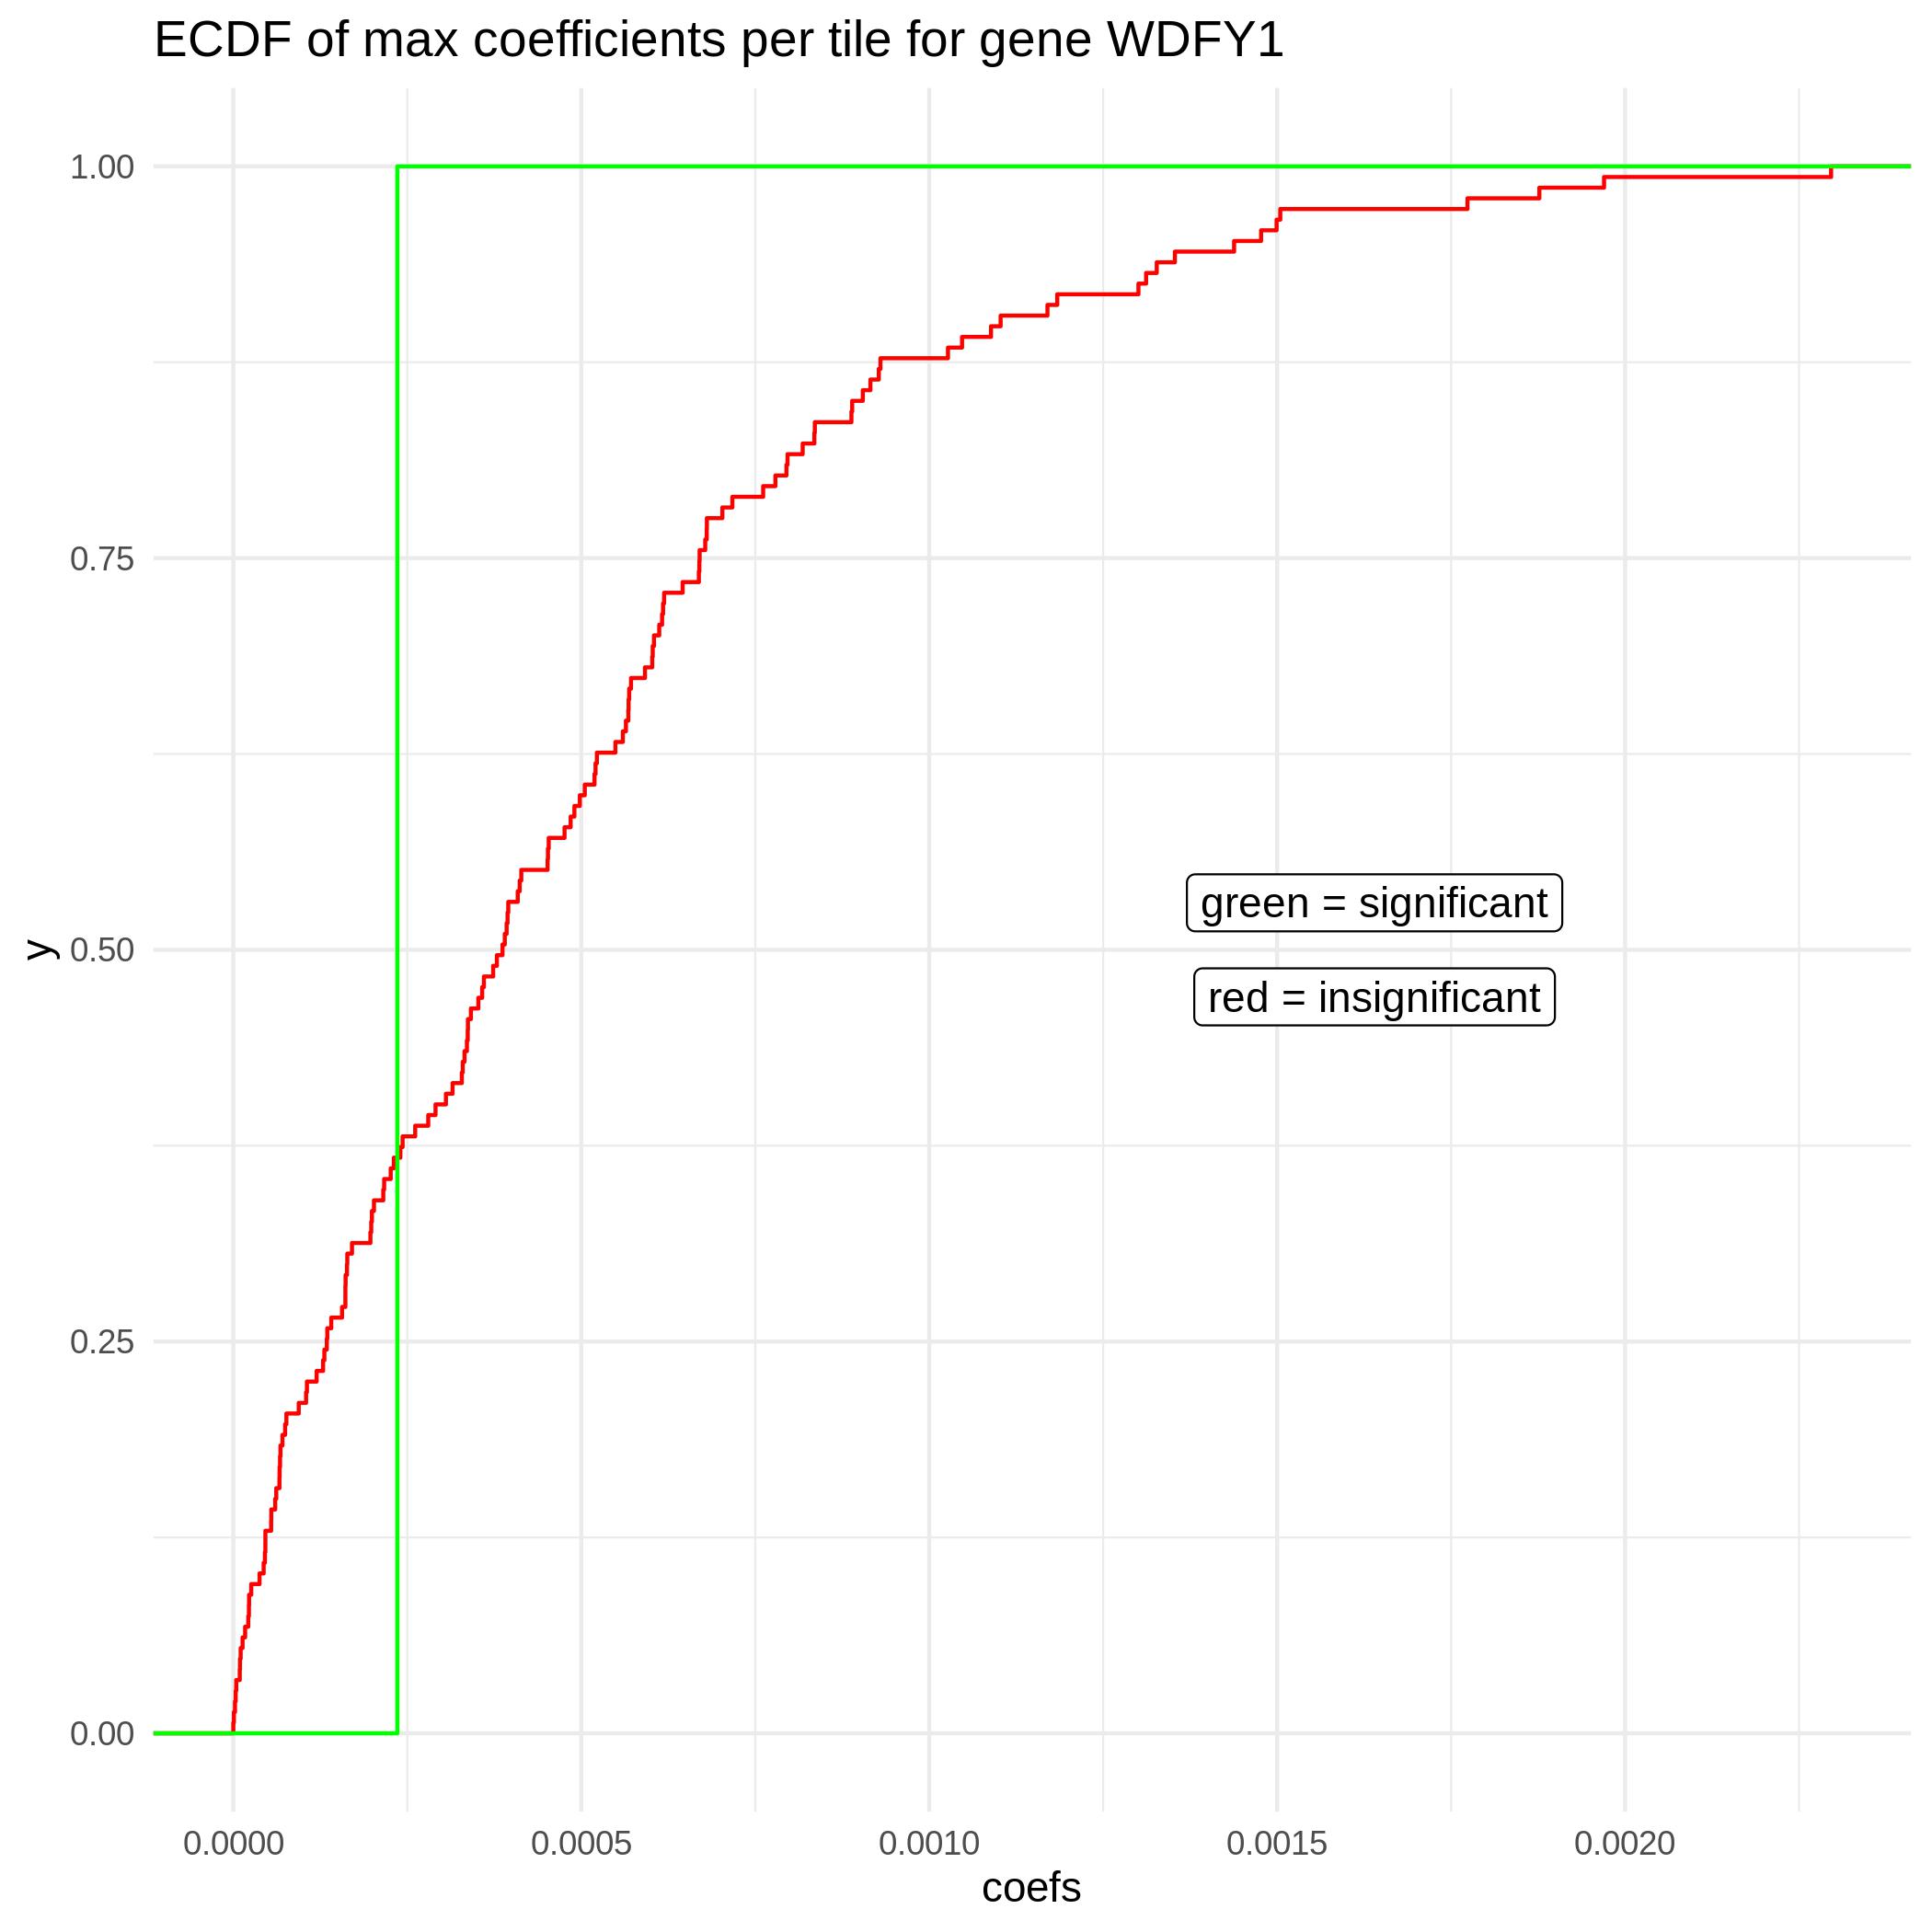 ECDF of max coefficients per tile for gene WDFY1
1.00
0.75
0.50
0.25
0.00
y
green = significant
red = insignificant
0.0000 0.0005 0.0010 0.0015 0.0020
coefs